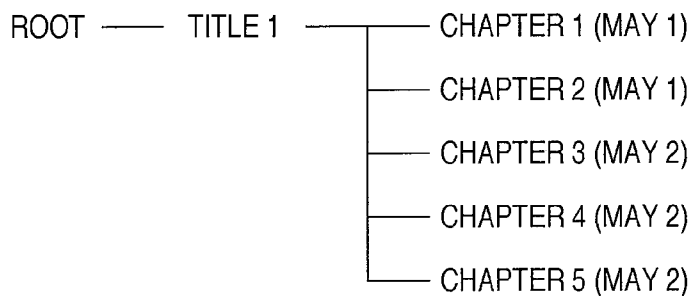 ROOT TITLE 1 CHAPTER 1 (MAY 1)
CHAPTER 2 (MAY 1)
CHAPTER 3 (MAY 2)
CHAPTER 4 (MAY 2)
CHAPTER 5 (MAY 2)